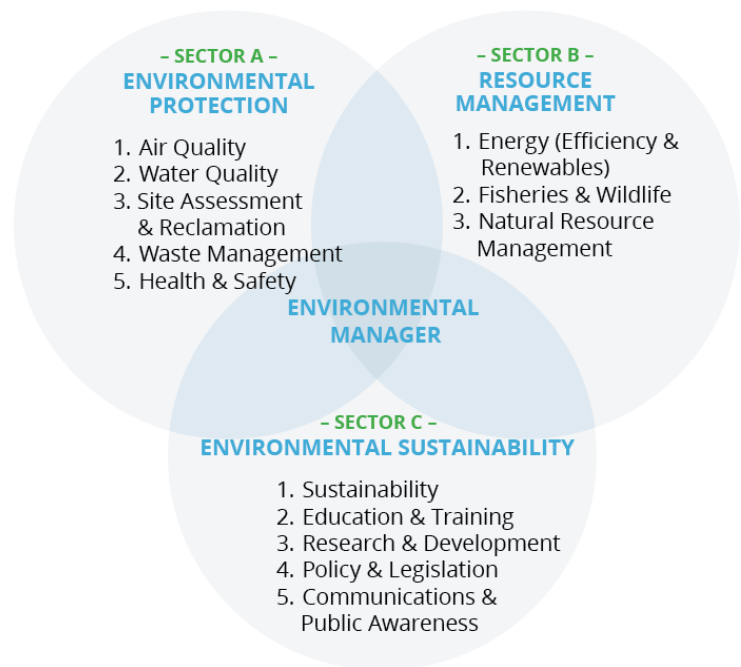 – SECTOR A –
ENVIRONMENTAL
PROTECTION
1. Air Quality
2. Water Quality
3. Site Assessment
& Reclamation
4. Waste Management
5. Health & Safety
– SECTOR B –
RESOURCE
MANAGEMENT
1. Energy (Efficiency &
Renewables)
2. Fisheries & Wildlife
3. Natural Resource
Management
ENVIRONMENTAL
MANAGER
– SECTOR C –
ENVIRONMENTAL SUSTAINABILITY
1. Sustainability
2. Education & Training
3. Research & Development
4. Policy & Legislation
5. Communications &
Public Awareness